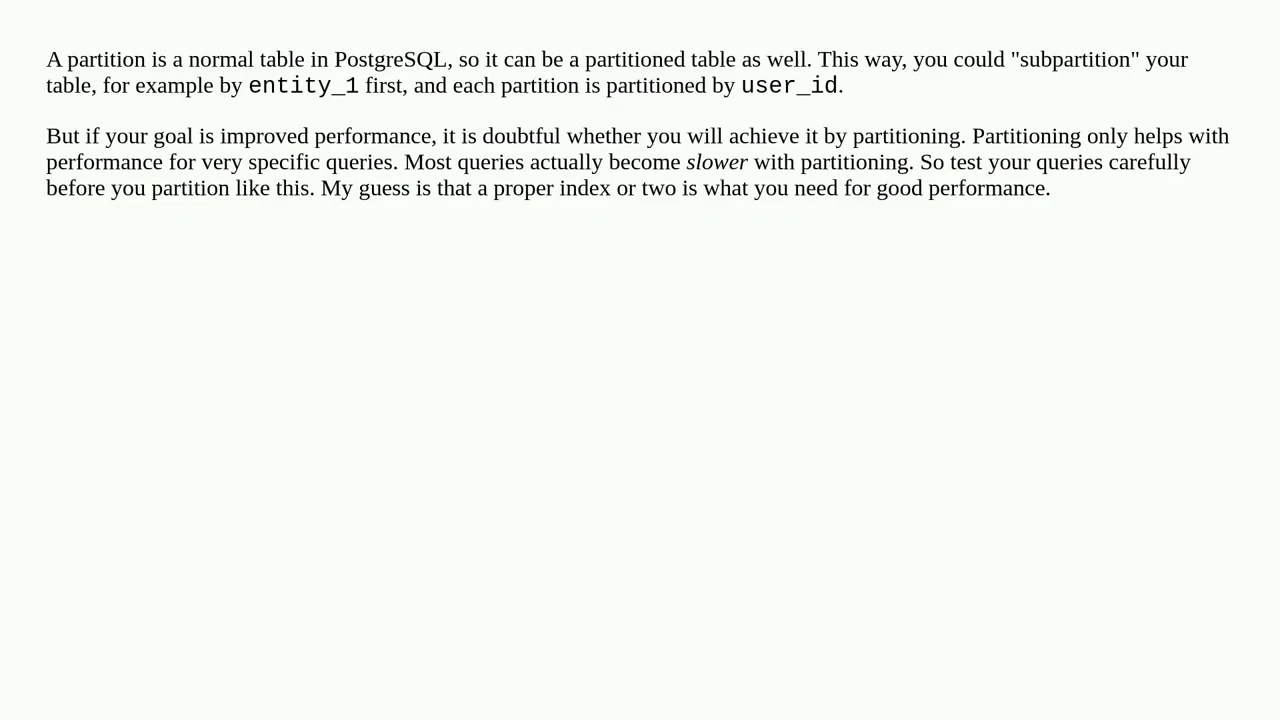 A partition is a normal table in PostgreSQL, so it can be a partitioned table as well. This way, you could "subpartition" your
table, for example by entity_1 first, and each partition is partitioned by user_id.
But if your goal is improved performance, it is doubtful whether you will achieve it by partitioning. Partitioning only helps with
performance for very specific queries. Most queries actually become slower with partitioning. So test your queries carefully
before you partition like this. My guess is that a proper index or two is what you need for good performance.